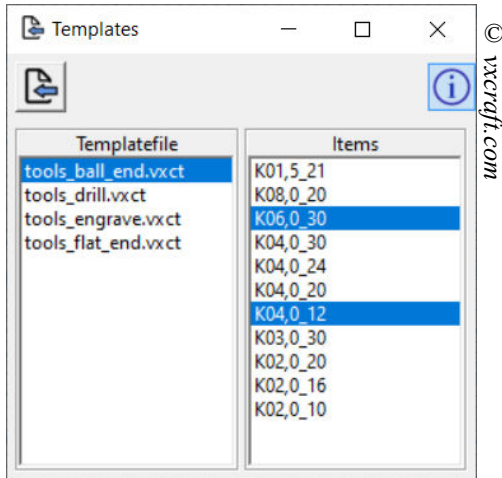 Templates
© vxcraft.com
Templatefile
tools_ball_end.vxct
tools_drill.vxct
tools_engrave.vxct
tools_flat_end.vxct
Items
K01,5_21
K08,0_20
K06,0_30
K04,0_30
K04,0_24
K04,0_20
K04,0_12
K03,0_30
K02,0_20
K02,0_16
K02,0_10